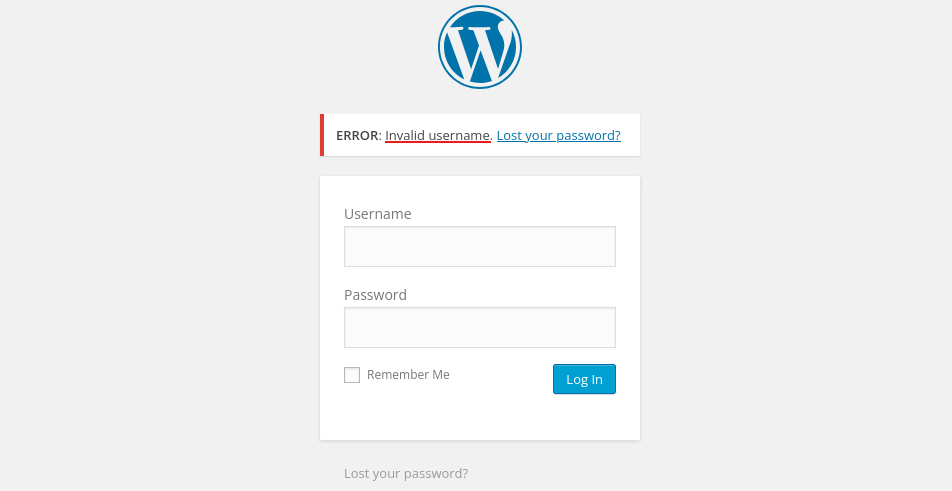 W
ERROR: Invalid username. Lost your password?
Username
Password
Remember Me
Log In
Lost your password?